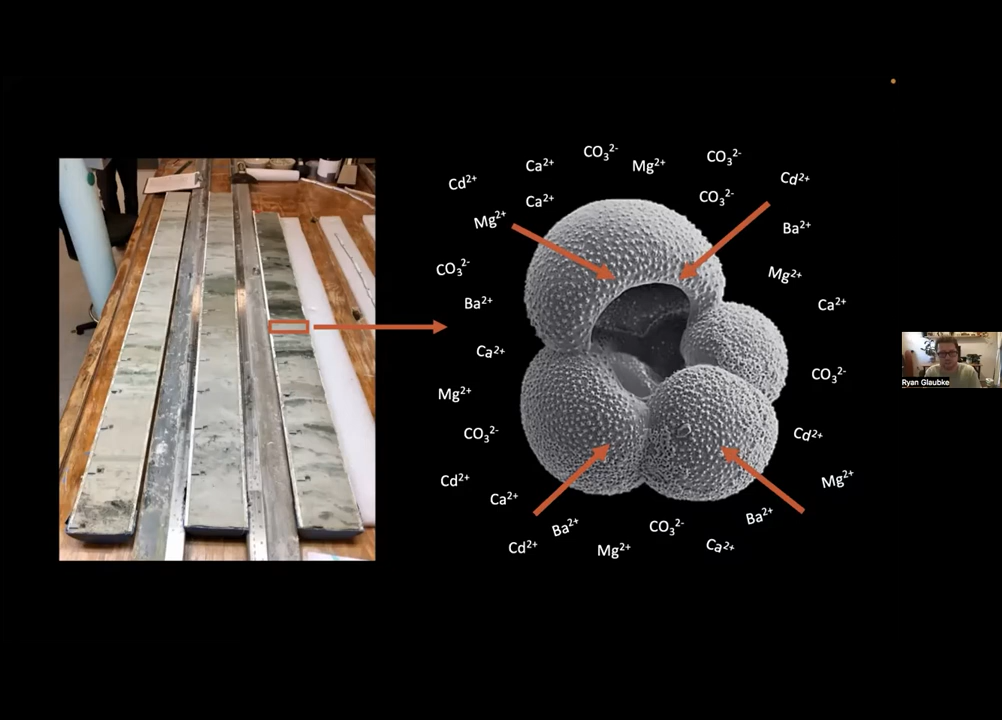 CO₃²⁻
CO₃²⁻
Ca²⁺
Mg²⁺
Cd²⁺
Cd²⁺
CO₃²⁻
Ca²⁺
Mg²⁺
Ba²⁺
CO₃²⁻
Mg²⁺
Ba²⁺
Ca²⁺
Ca²⁺
CO₃²⁻
Ryan Glaubke
Mg²⁺
CO₃²⁻
Cd²⁺
Cd²⁺
Mg²⁺
Ca²⁺
Ba²⁺
Ba²⁺
CO₃²⁻
Cd²⁺
Mg²⁺
Ca²⁺